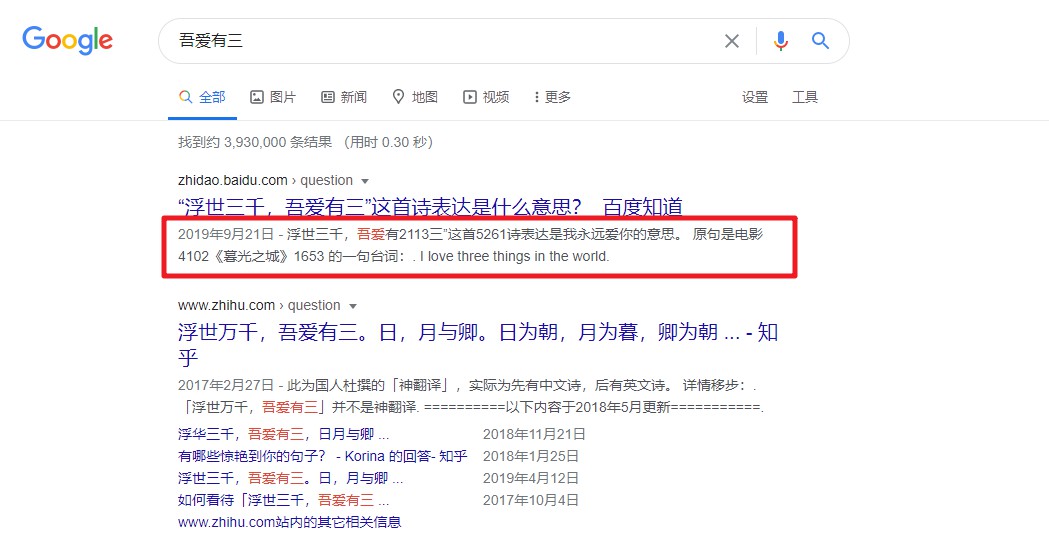 Google
吾爱有三
全部 图片 新闻 地图 视频 更多 设置 工具
找到约 3,930,000 条结果 （用时 0.30 秒）
zhidao.baidu.com › question
“浮世三千，吾爱有三”这首诗表达是什么意思？ 百度知道
2019年9月21日 - 浮世三千，吾爱有2113三”这首5261诗表达是我永远爱你的意思。 原句是电影
4102《暮光之城》1653 的一句台词：. I love three things in the world.
www.zhihu.com › question
浮世万千，吾爱有三。日，月与卿。日为朝，月为暮，卿为朝 ... - 知
乎
2017年2月27日 - 此为国人杜撰的「神翻译」，实际为先有中文诗，后有英文诗。 详情移步：.
「浮世万千，吾爱有三」并不是神翻译. ==========以下内容于2018年5月更新===========.
浮华三千，吾爱有三，日月与卿 ... 2018年11月21日
有哪些惊艳到你的句子？ - Korina 的回答- 知乎 2018年1月25日
浮世三千，吾爱有三。日，月与卿 ... 2019年4月12日
如何看待「浮世三千，吾爱有三 ... 2017年10月4日
www.zhihu.com站内的其它相关信息